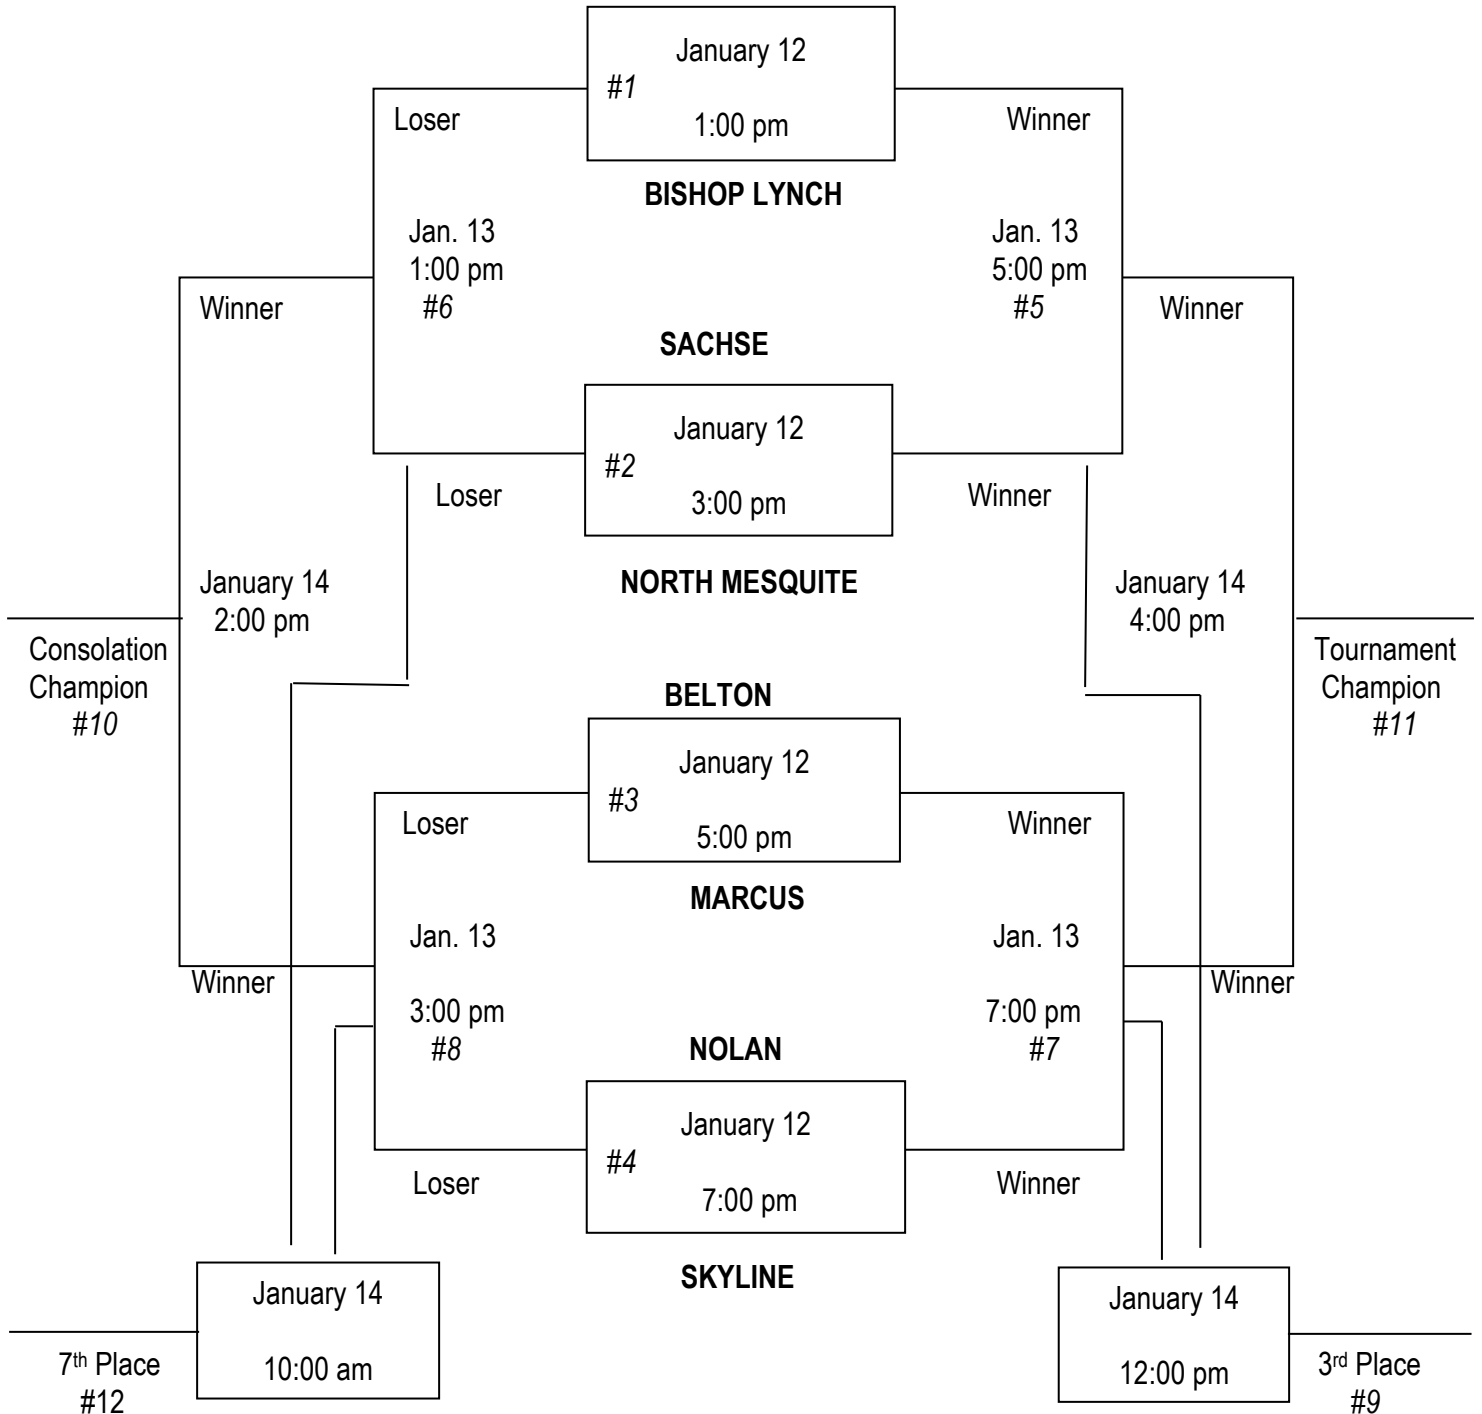 January 12
#1
1:00 pm
Loser
Winner
BISHOP LYNCH
Jan. 13
1:00 pm
#6
Jan. 13
5:00 pm
#5
Winner
Winner
SACHSE
January 12
#2
3:00 pm
Loser
Winner
NORTH MESQUITE
January 14
2:00 pm
January 14
4:00 pm
Consolation
Champion
#10
Tournament
Champion
#11
BELTON
January 12
#3
5:00 pm
Loser
Winner
MARCUS
Jan. 13
3:00 pm
#8
Jan. 13
7:00 pm
#7
Winner
Winner
NOLAN
January 12
#4
7:00 pm
Loser
Winner
SKYLINE
January 14
10:00 am
7th Place
#12
January 14
12:00 pm
3rd Place
#9